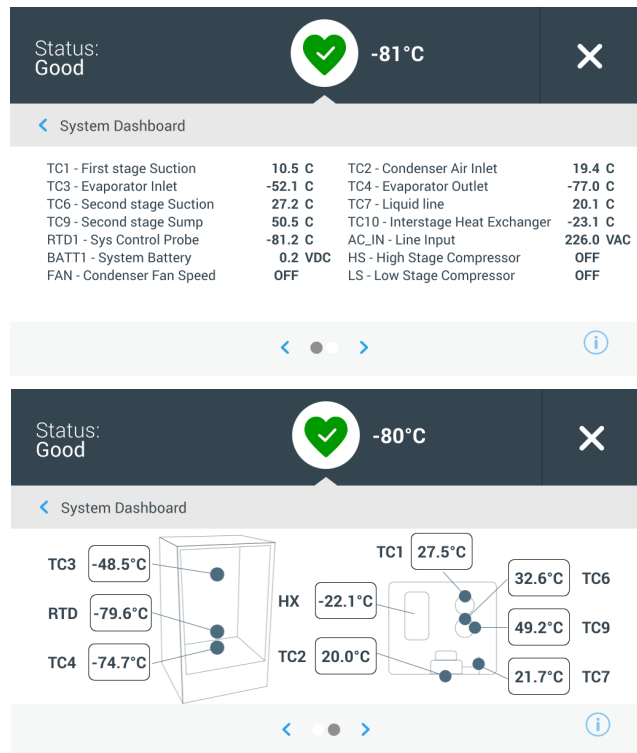 Status:
Good
-81°C
System Dashboard
TC1 - First stage Suction 10.5 C TC2 - Condenser Air Inlet 19.4 C
TC3 - Evaporator Inlet -52.1 C TC4 - Evaporator Outlet -77.0 C
TC6 - Second stage Suction 27.2 C TC7 - Liquid line 20.1 C
TC9 - Second stage Sump 50.5 C TC10 - Interstage Heat Exchanger -23.1 C
RTD1 - Sys Control Probe -81.2 C AC_IN - Line Input 226.0 VAC
BATT1 - System Battery 0.2 VDC HS - High Stage Compressor OFF
FAN - Condenser Fan Speed OFF LS - Low Stage Compressor OFF
i
Status:
Good
-80°C
System Dashboard
TC3 -48.5°C
RTD -79.6°C
TC4 -74.7°C
TC1 27.5°C
HX -22.1°C
TC2 20.0°C
32.6°C TC6
49.2°C TC9
21.7°C TC7
i